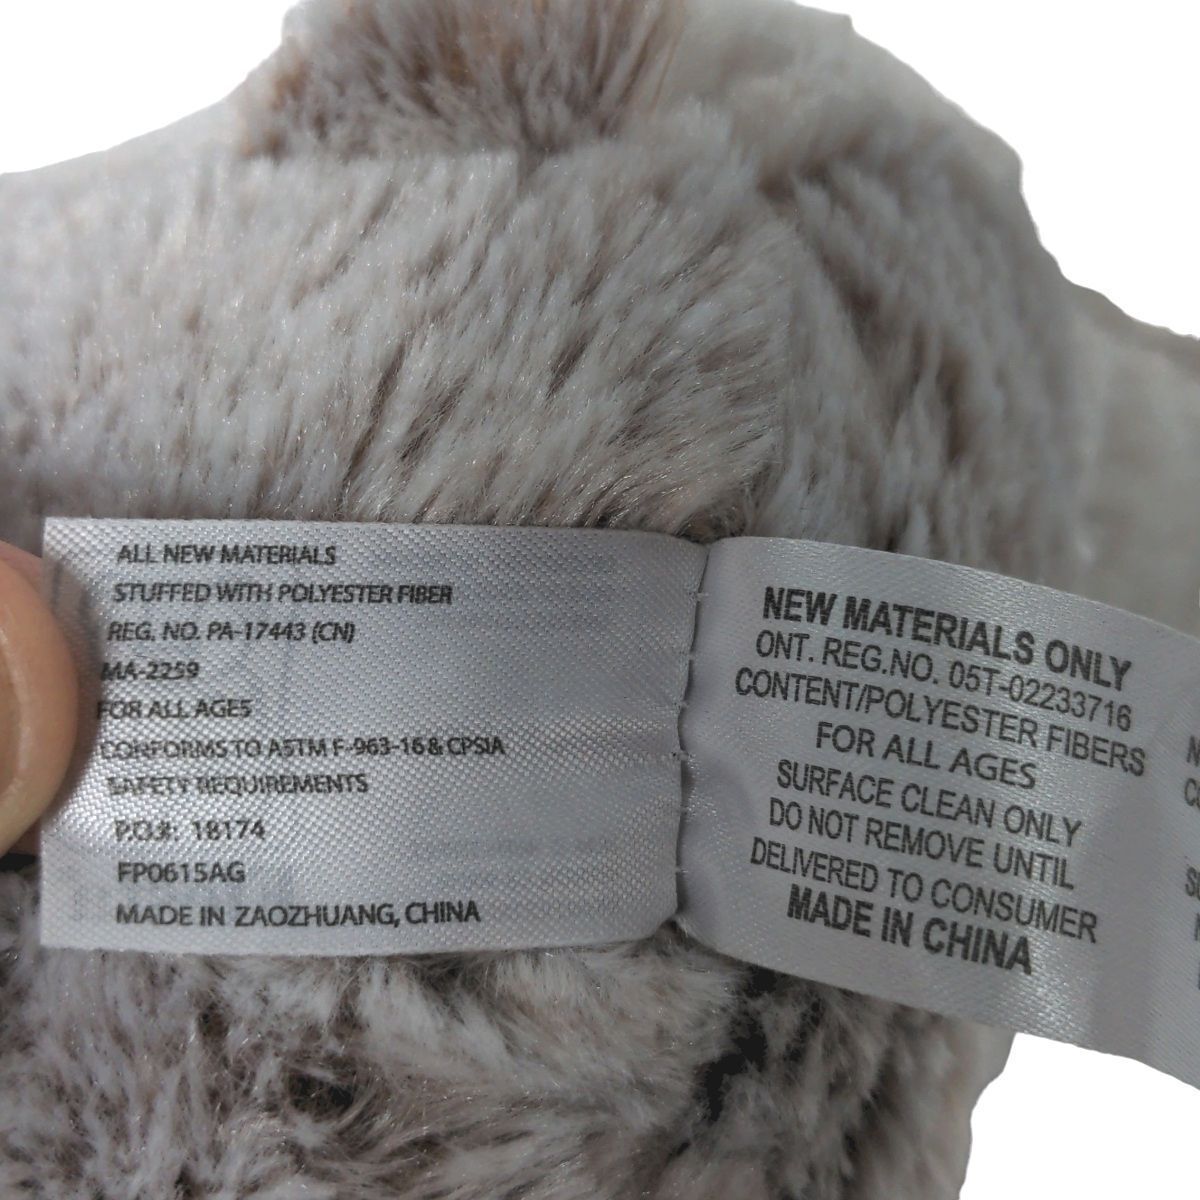 ALL NEW MATERIALS
STUFFED WITH POLYESTER FIBER
REG. NO. PA-17443 (CN)
MA-2259
FOR ALL AGES
CONFORMS TO ASTM F-963-16 & CPSIA
SAFETY REQUIREMENTS
P.O.#: 18174
FP0615AG
MADE IN ZAOZHUANG, CHINA
NEW MATERIALS ONLY
ONT. REG.NO. 05T-02233716
CONTENT/POLYESTER FIBERS
FOR ALL AGES
SURFACE CLEAN ONLY
DO NOT REMOVE UNTIL
DELIVERED TO CONSUMER
MADE IN CHINA